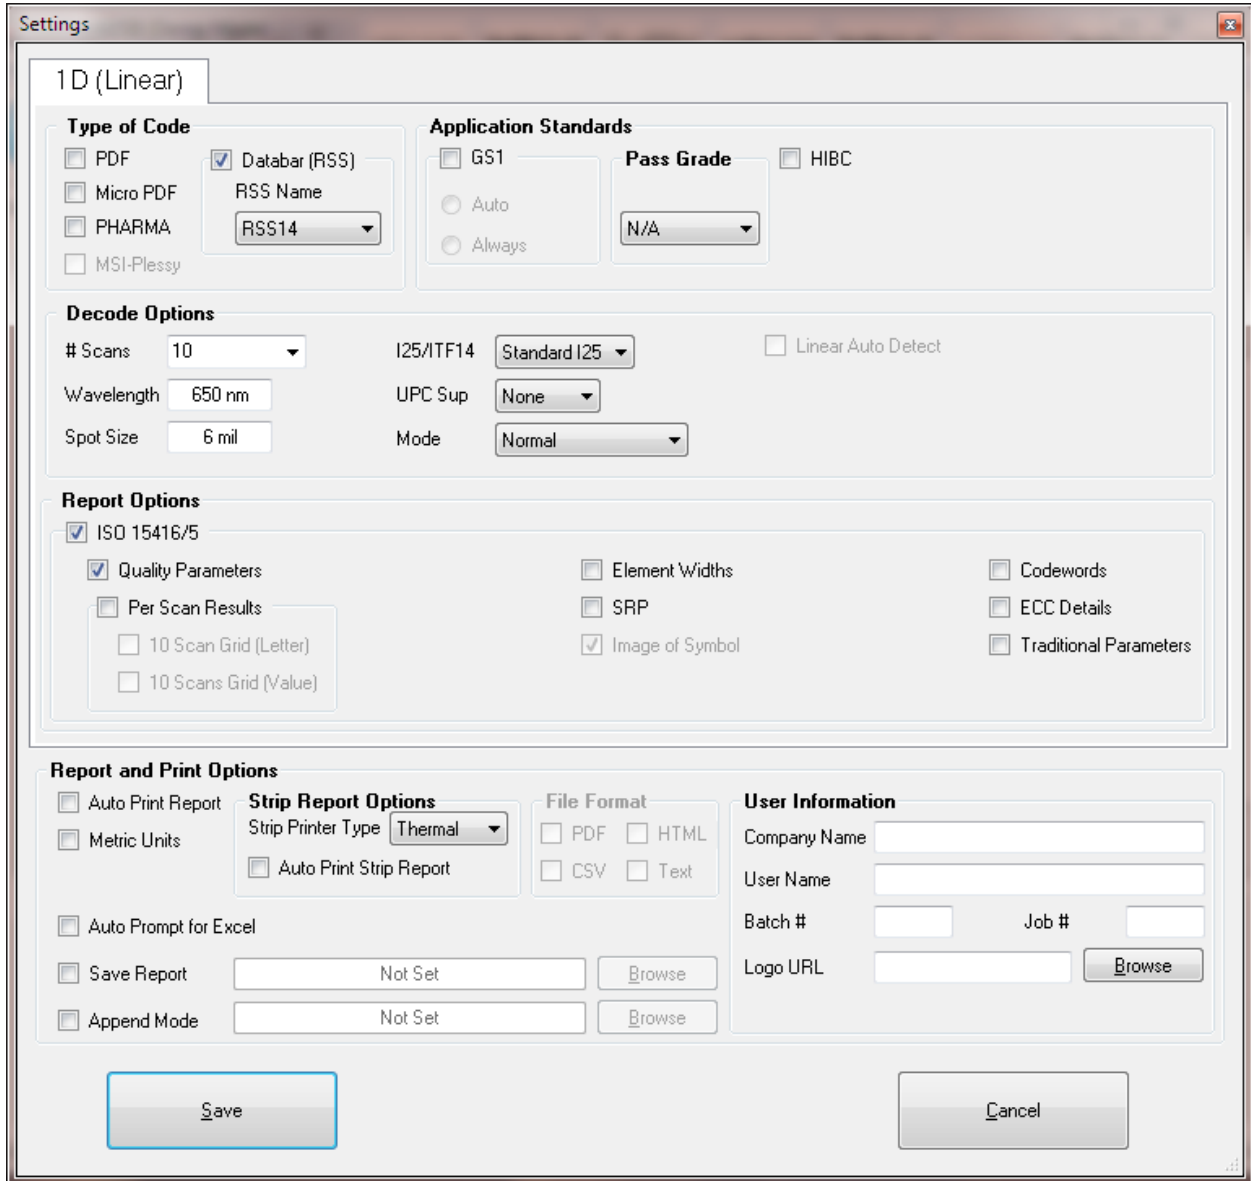 Settings
1D (Linear)
Type of Code
PDF
Micro PDF
PHARMA
MSI-Plessy
Databar (RSS)
RSS Name
RSS14
Application Standards
GS1
Auto
Always
Pass Grade
N/A
HIBC
Decode Options
# Scans 10
Wavelength 650 nm
Spot Size 6 mil
I25/ITF14 Standard I25
UPC Sup None
Mode Normal
Linear Auto Detect
Report Options
ISO 15416/5
Quality Parameters
Per Scan Results
10 Scan Grid (Letter)
10 Scans Grid (Value)
Element Widths
SRP
Image of Symbol
Codewords
ECC Details
Traditional Parameters
Report and Print Options
Auto Print Report
Metric Units
Strip Report Options
Strip Printer Type Thermal
Auto Print Strip Report
File Format
PDF HTML
CSV Text
Auto Prompt for Excel
Save Report Not Set Browse
Append Mode Not Set Browse
User Information
Company Name
User Name
Batch # Job #
Logo URL Browse
Save Cancel